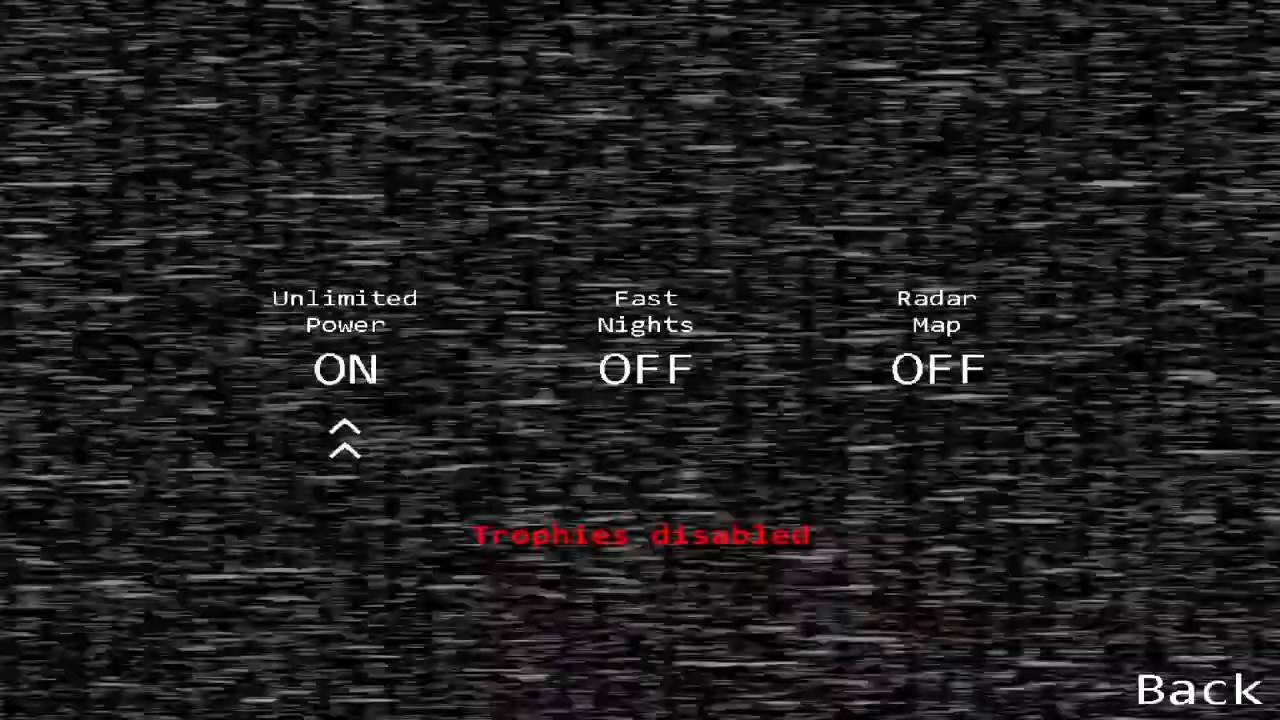 Unlimited
Power
ON
Fast
Nights
OFF
Radar
Map
OFF
Trophies disabled
Back